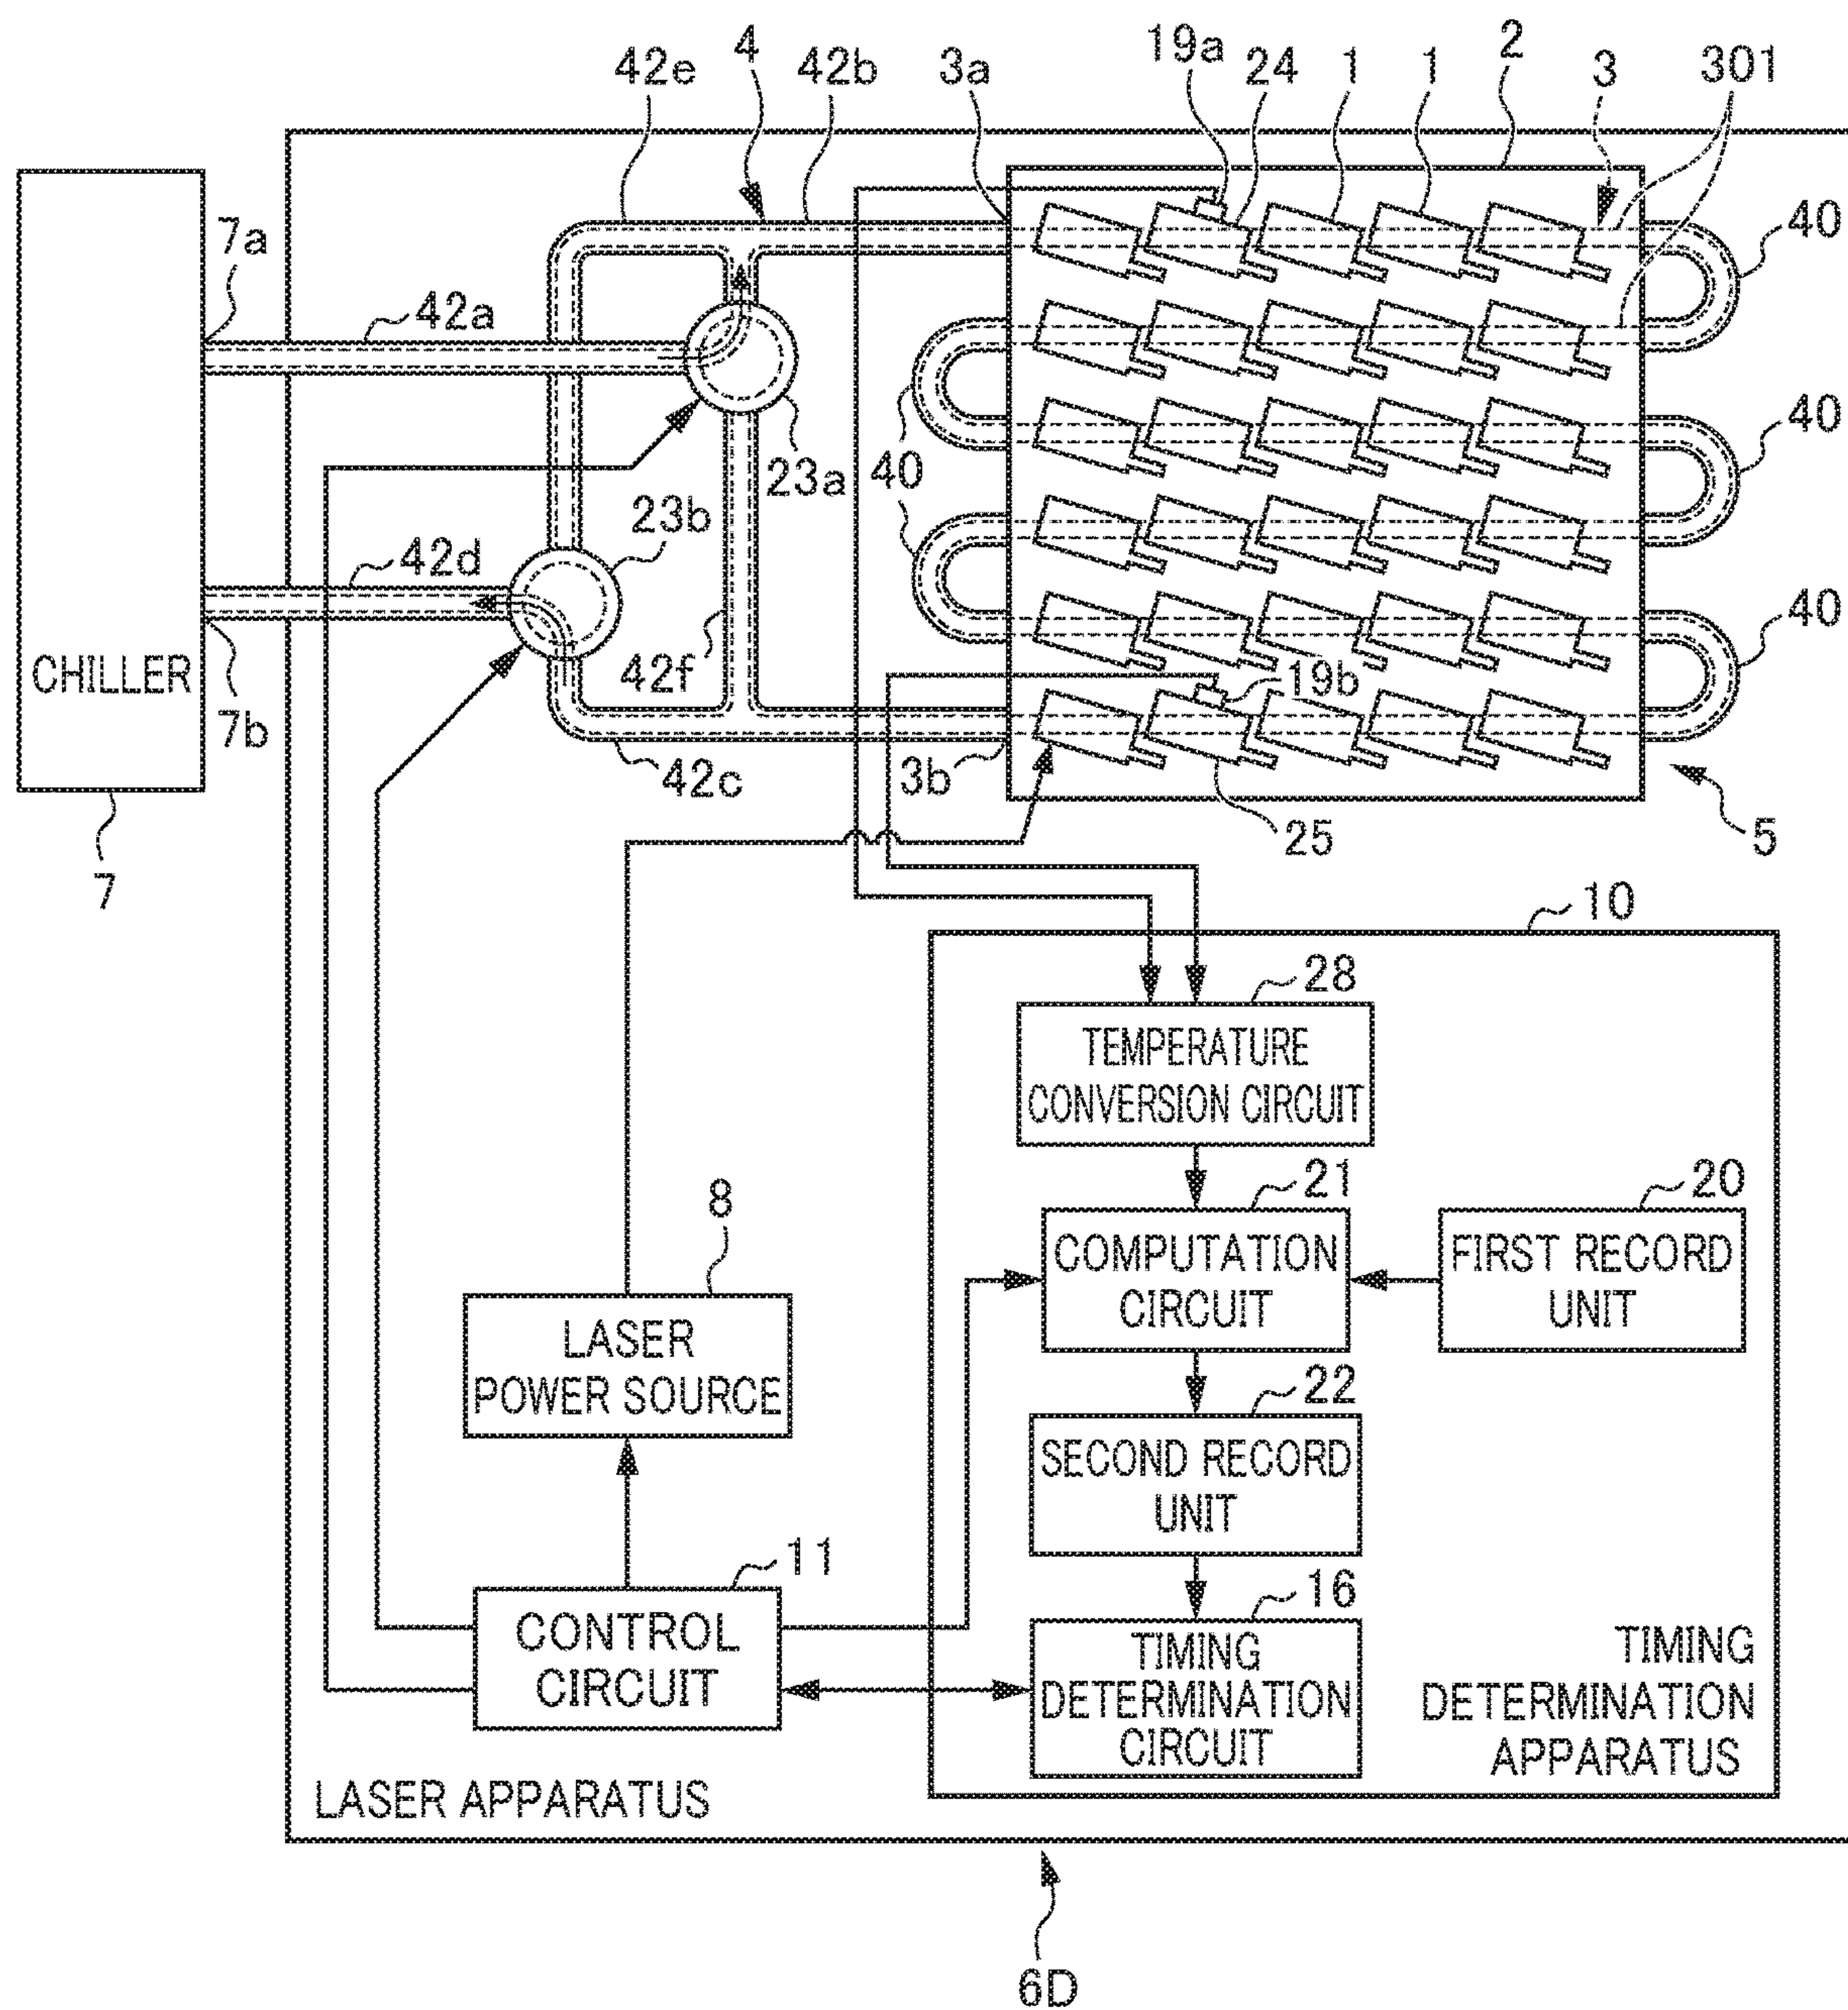 4
19a
2
42e
42b
3a
24
1
1
3
301
7a
40
42a
23a
40
40
23b
42d
40
CHILLER
42f
19b
7b
42c
3b
25
5
7
10
28
TEMPERATURE
CONVERSION CIRCUIT
8
21
20
COMPUTATION
CIRCUIT
FIRST RECORD
UNIT
LASER
POWER SOURCE
22
SECOND RECORD
UNIT
11
16
CONTROL
CIRCUIT
TIMING
DETERMINATION
CIRCUIT
TIMING
DETERMINATION
APPARATUS
LASER APPARATUS
6D